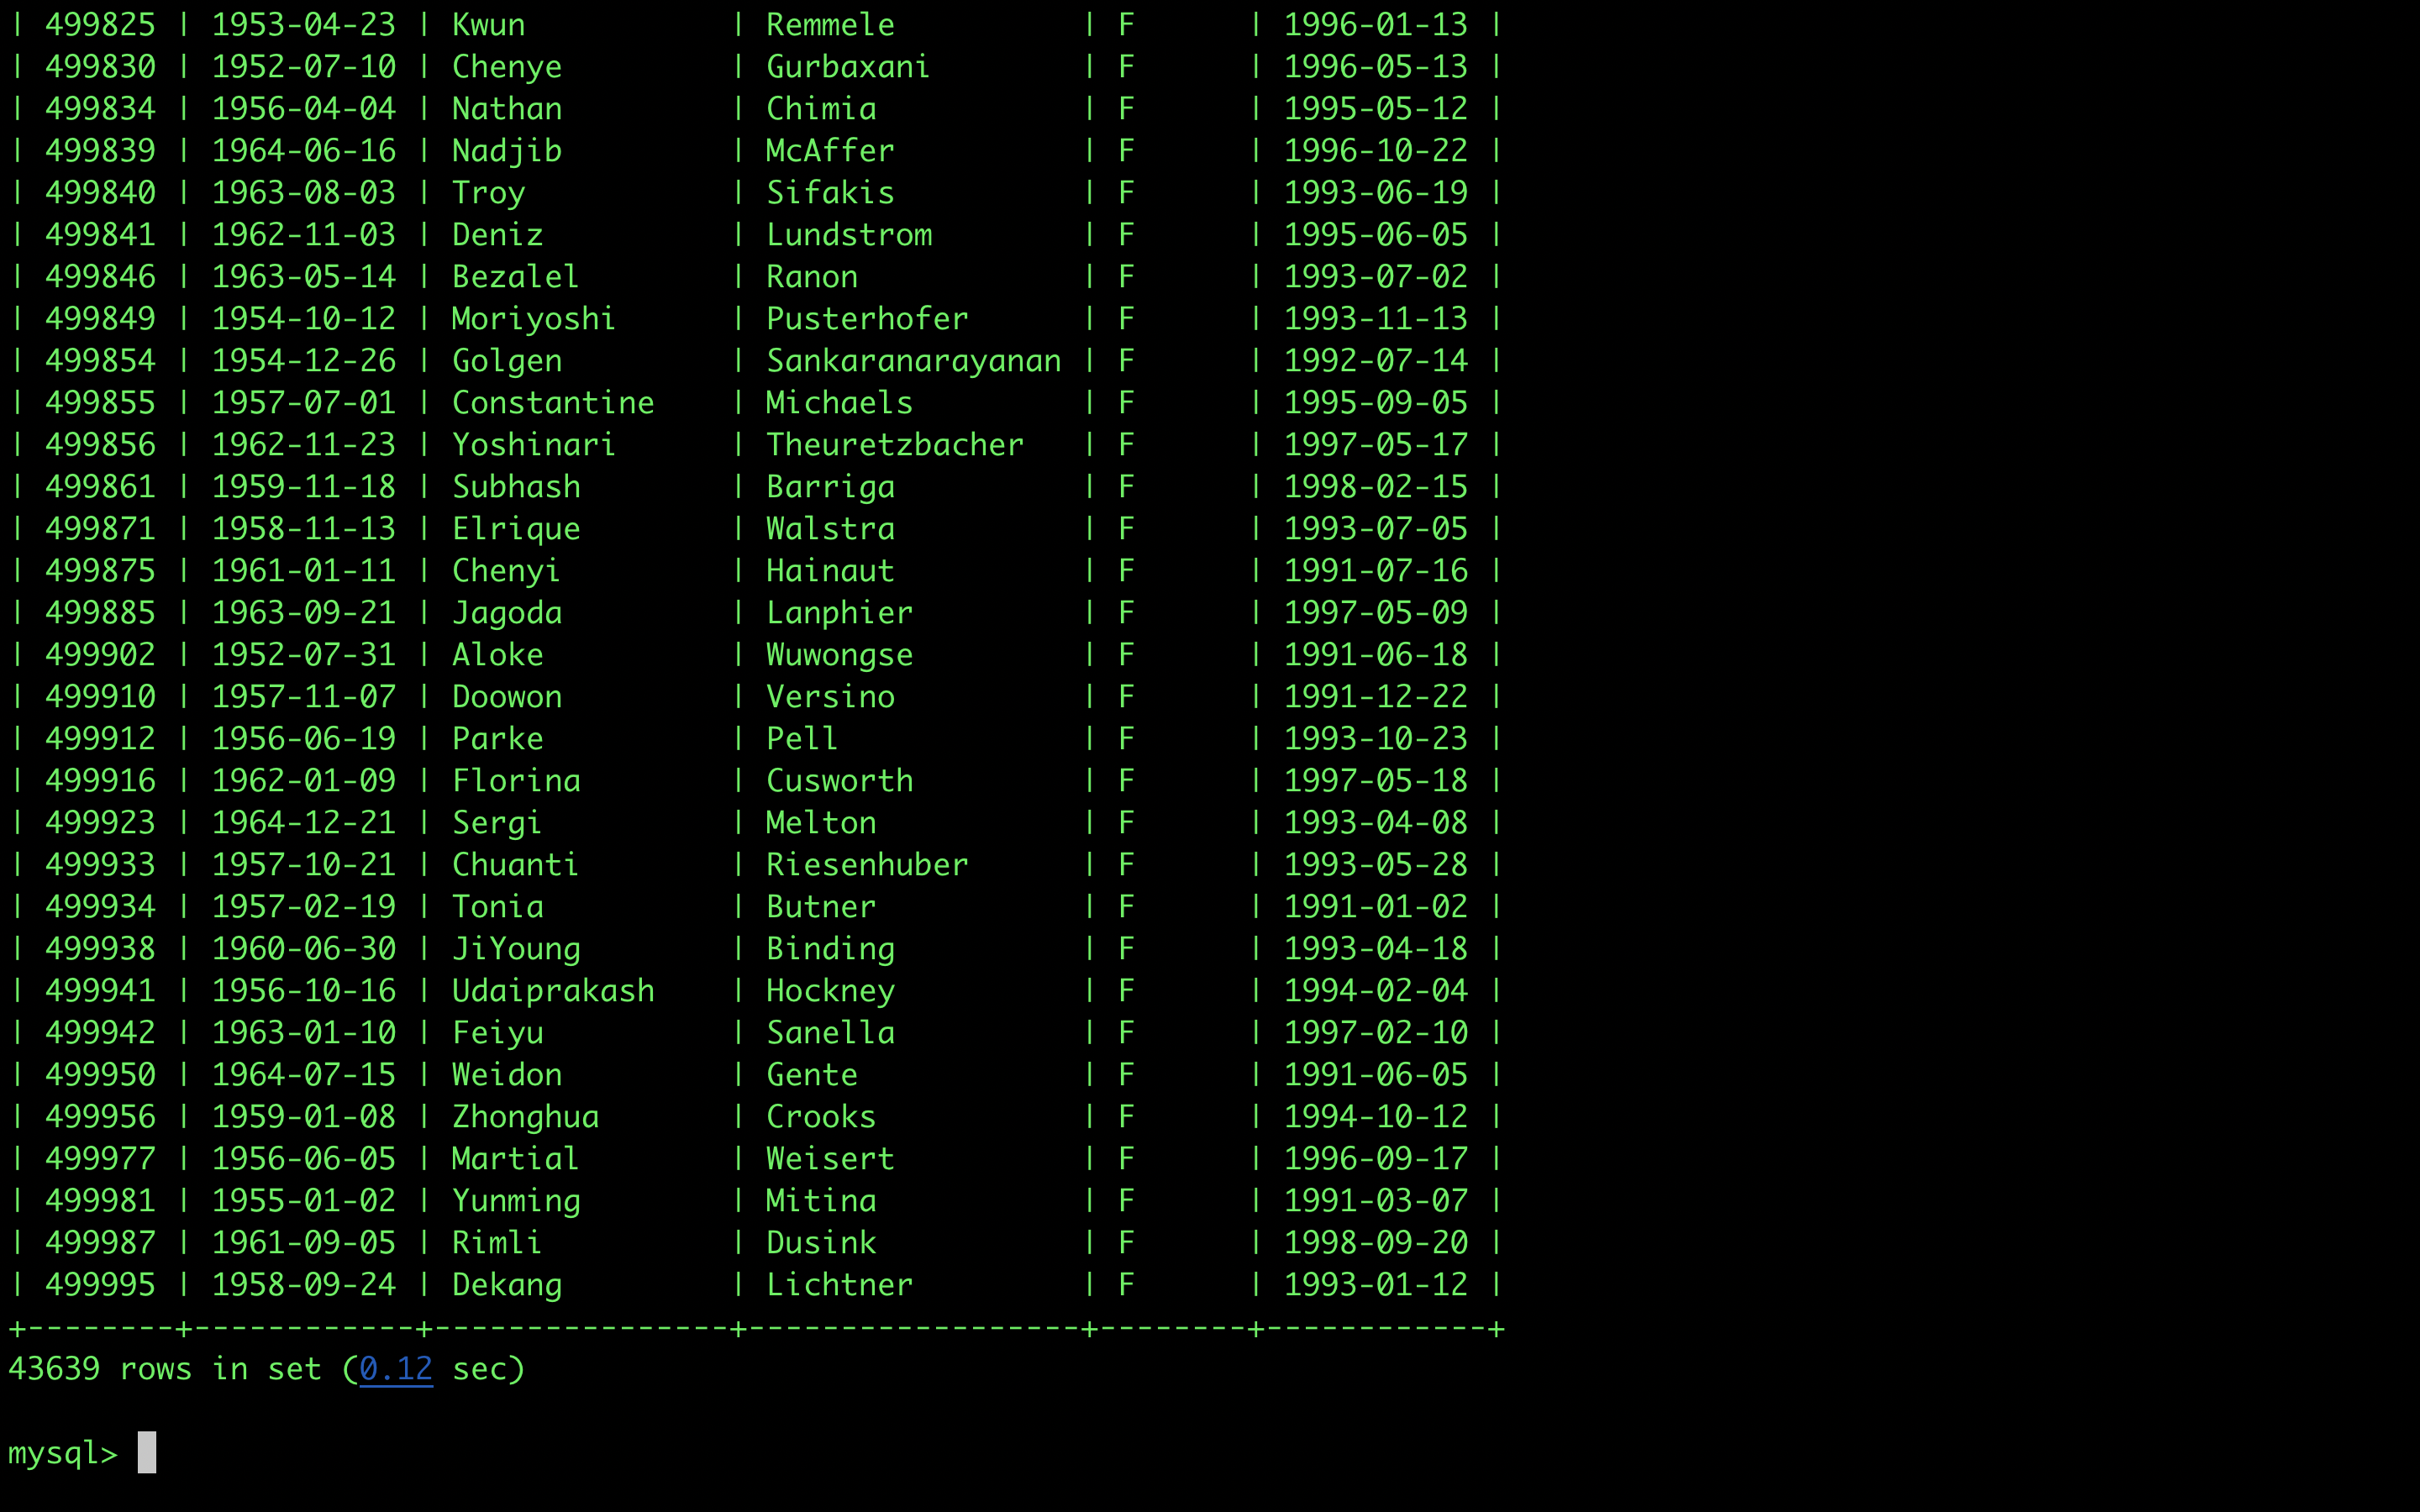 | 499825 | 1953-04-23 | Kwun           | Remmele          | F      | 1996-01-13 |
| 499830 | 1952-07-10 | Chenye         | Gurbaxani        | F      | 1996-05-13 |
| 499834 | 1956-04-04 | Nathan         | Chimia           | F      | 1995-05-12 |
| 499839 | 1964-06-16 | Nadjib         | McAffer          | F      | 1996-10-22 |
| 499840 | 1963-08-03 | Troy           | Sifakis          | F      | 1993-06-19 |
| 499841 | 1962-11-03 | Deniz          | Lundstrom        | F      | 1995-06-05 |
| 499846 | 1963-05-14 | Bezalel        | Ranon            | F      | 1993-07-02 |
| 499849 | 1954-10-12 | Moriyoshi      | Pusterhofer      | F      | 1993-11-13 |
| 499854 | 1954-12-26 | Golgen         | Sankaranarayanan | F      | 1992-07-14 |
| 499855 | 1957-07-01 | Constantine    | Michaels         | F      | 1995-09-05 |
| 499856 | 1962-11-23 | Yoshinari      | Theuretzbacher   | F      | 1997-05-17 |
| 499861 | 1959-11-18 | Subhash        | Barriga          | F      | 1998-02-15 |
| 499871 | 1958-11-13 | Elrique        | Walstra          | F      | 1993-07-05 |
| 499875 | 1961-01-11 | Chenyi         | Hainaut          | F      | 1991-07-16 |
| 499885 | 1963-09-21 | Jagoda         | Lanphier         | F      | 1997-05-09 |
| 499902 | 1952-07-31 | Aloke          | Wuwongse         | F      | 1991-06-18 |
| 499910 | 1957-11-07 | Doowon         | Versino          | F      | 1991-12-22 |
| 499912 | 1956-06-19 | Parke          | Pell             | F      | 1993-10-23 |
| 499916 | 1962-01-09 | Florina        | Cusworth         | F      | 1997-05-18 |
| 499923 | 1964-12-21 | Sergi          | Melton           | F      | 1993-04-08 |
| 499933 | 1957-10-21 | Chuanti        | Riesenhuber      | F      | 1993-05-28 |
| 499934 | 1957-02-19 | Tonia          | Butner           | F      | 1991-01-02 |
| 499938 | 1960-06-30 | JiYoung        | Binding          | F      | 1993-04-18 |
| 499941 | 1956-10-16 | Udaiprakash    | Hockney          | F      | 1994-02-04 |
| 499942 | 1963-01-10 | Feiyu          | Sanella          | F      | 1997-02-10 |
| 499950 | 1964-07-15 | Weidon         | Gente            | F      | 1991-06-05 |
| 499956 | 1959-01-08 | Zhonghua       | Crooks           | F      | 1994-10-12 |
| 499977 | 1956-06-05 | Martial        | Weisert          | F      | 1996-09-17 |
| 499981 | 1955-01-02 | Yunming        | Mitina           | F      | 1991-03-07 |
| 499987 | 1961-09-05 | Rimli          | Dusink           | F      | 1998-09-20 |
| 499995 | 1958-09-24 | Dekang         | Lichtner         | F      | 1993-01-12 |
+--------+------------+----------------+------------------+--------+------------+
43639 rows in set (0.12 sec)
mysql>